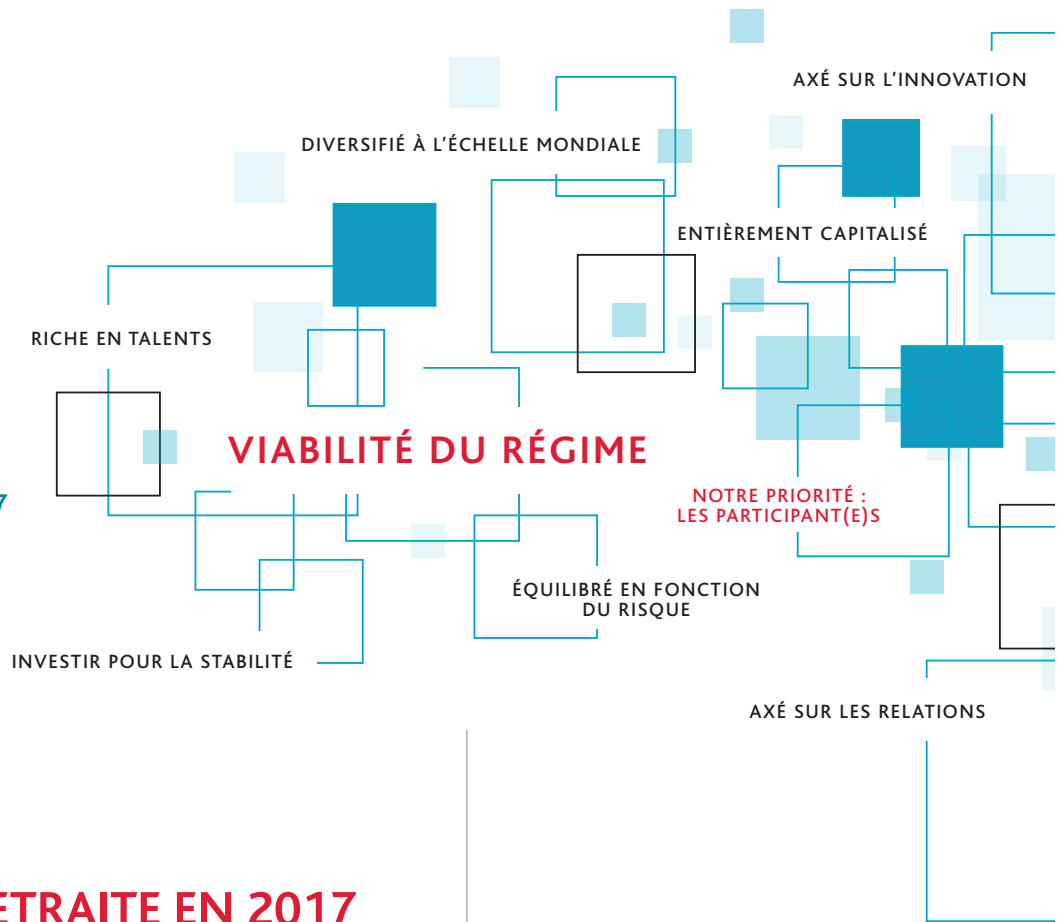 AXÉ SUR L'INNOVATION
DIVERSIFIÉ À L'ÉCHELLE MONDIALE
ENTIÈREMENT CAPITALISÉ
RICHE EN TALENTS
VIABILITÉ DU RÉGIME
NOTRE PRIORITÉ :
LES PARTICIPANT(E)S
ÉQUILIBRÉ EN FONCTION
DU RISQUE
INVESTIR POUR LA STABILITÉ
AXÉ SUR LES RELATIONS
EN 2017